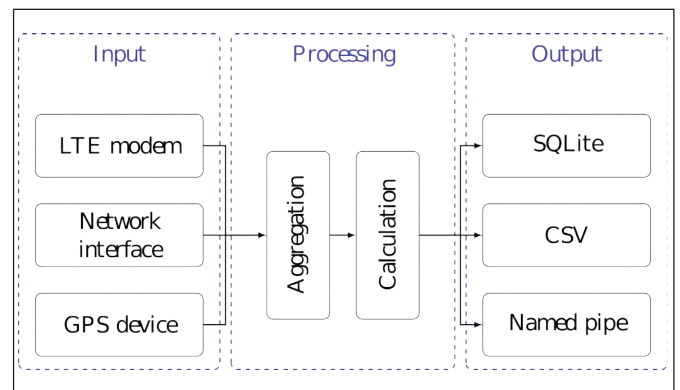 Input
Processing
Output
LTE modem
Network
interface
GPS device
Aggregation
Calculation
SQLite
CSV
Named pipe